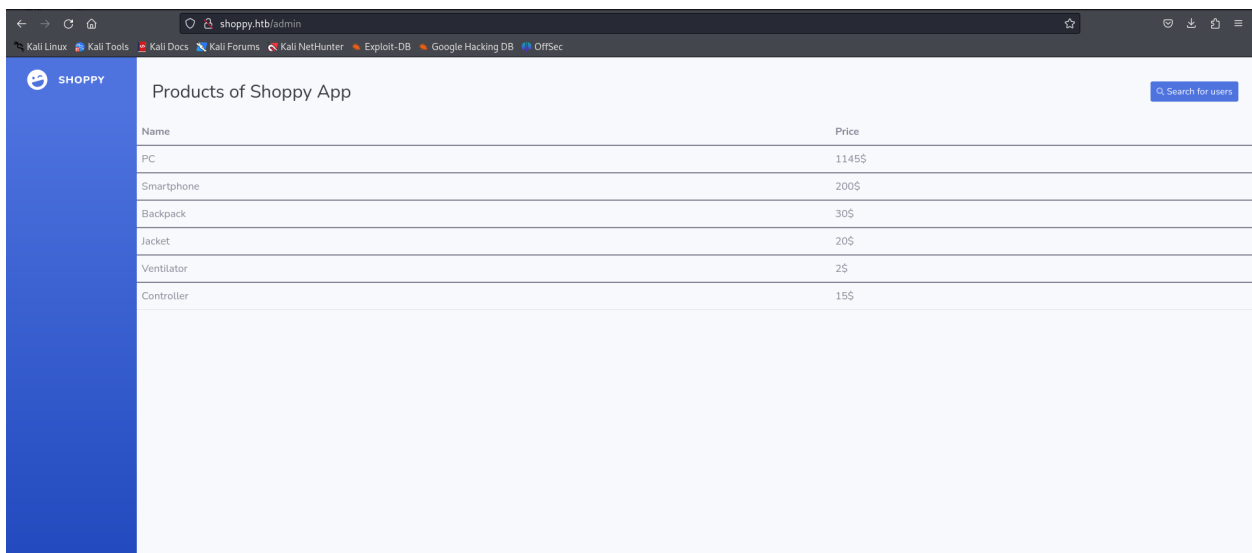 shoppy.htb/admin
Kali Linux Kali Tools Kali Docs Kali Forums Kali NetHunter Exploit-DB Google Hacking DB OffSec
SHOPPY
Products of Shoppy App
Search for users
Name Price
PC 1145$
Smartphone 200$
Backpack 30$
Jacket 20$
Ventilator 2$
Controller 15$